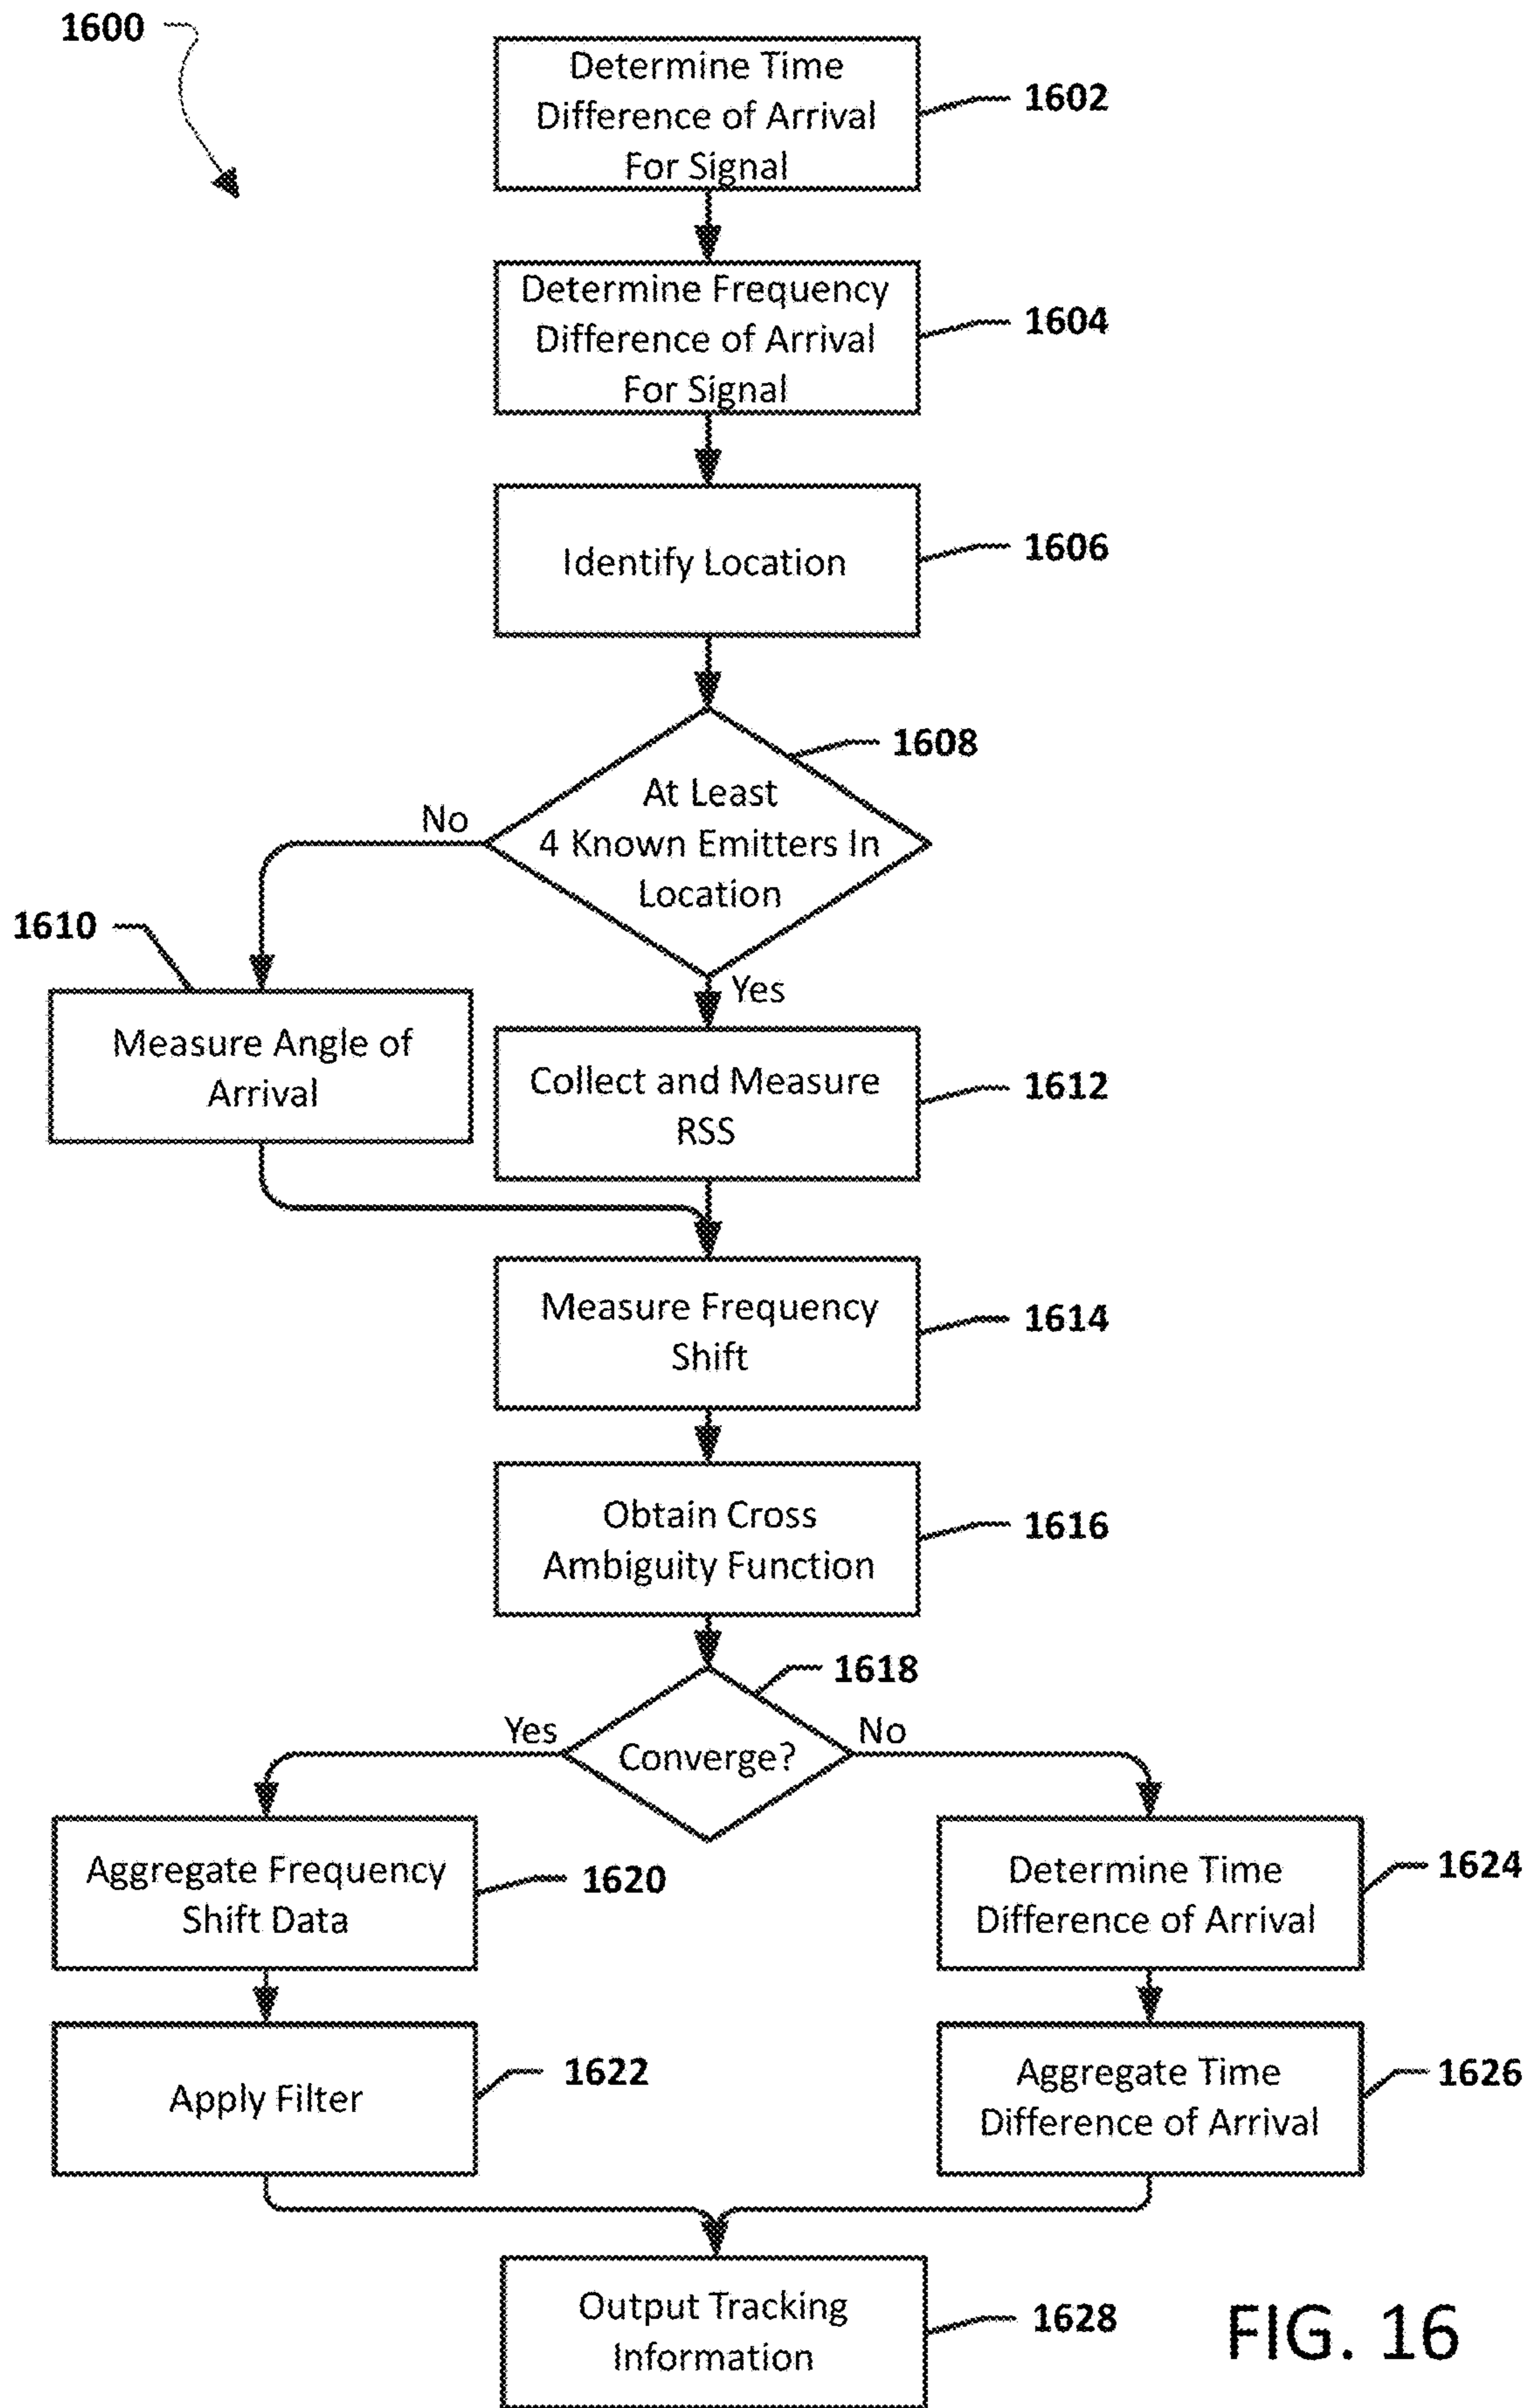 1600
Determine Time
Difference of Arrival
For Signal
1602
Determine Frequency
Difference of Arrival
For Signal
1604
Identify Location
1606
1608
At Least
4 Known Emitters In
Location
No
Yes
1610
Measure Angle of
Arrival
Collect and Measure
RSS
1612
Measure Frequency
Shift
1614
Obtain Cross
Ambiguity Function
1616
1618
Converge?
Yes
No
Aggregate Frequency
Shift Data
1620
Determine Time
Difference of Arrival
1624
Apply Filter
1622
Aggregate Time
Difference of Arrival
1626
Output Tracking
Information
1628
FIG. 16